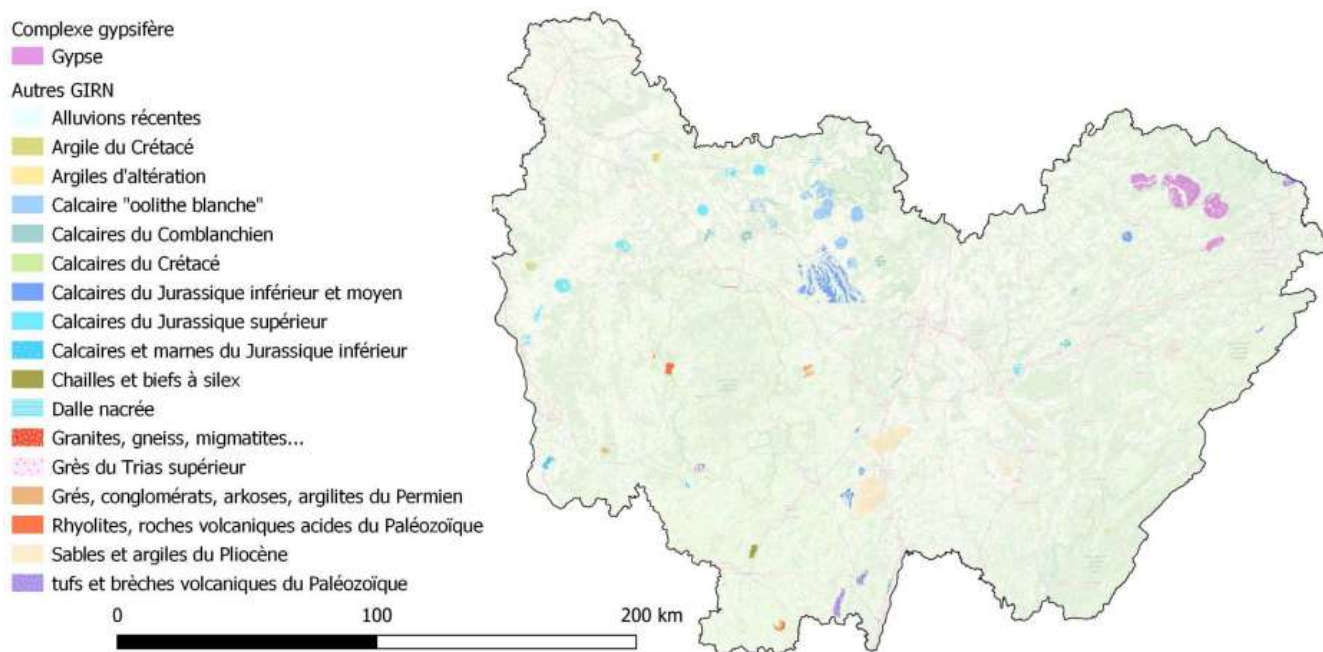 Complexe gypsifère
Gypse
Autres GIRN
Alluvions récentes
Argile du Crétacé
Argiles d'altération
Calcaire "oolithe blanche"
Calcaires du Comblanchien
Calcaires du Crétacé
Calcaires du Jurassique inférieur et moyen
Calcaires du Jurassique supérieur
Calcaires et marnes du Jurassique inférieur
Chailles et biefs à silex
Dalle nacrée
Granites, gneiss, migmatites...
Grès du Trias supérieur
Grés, conglomérats, arkoses, argilites du Permien
Rhyolites, roches volcaniques acides du Paléozoïque
Sables et argiles du Pliocène
tufs et brèches volcaniques du Paléozoïque
0 100 200 km